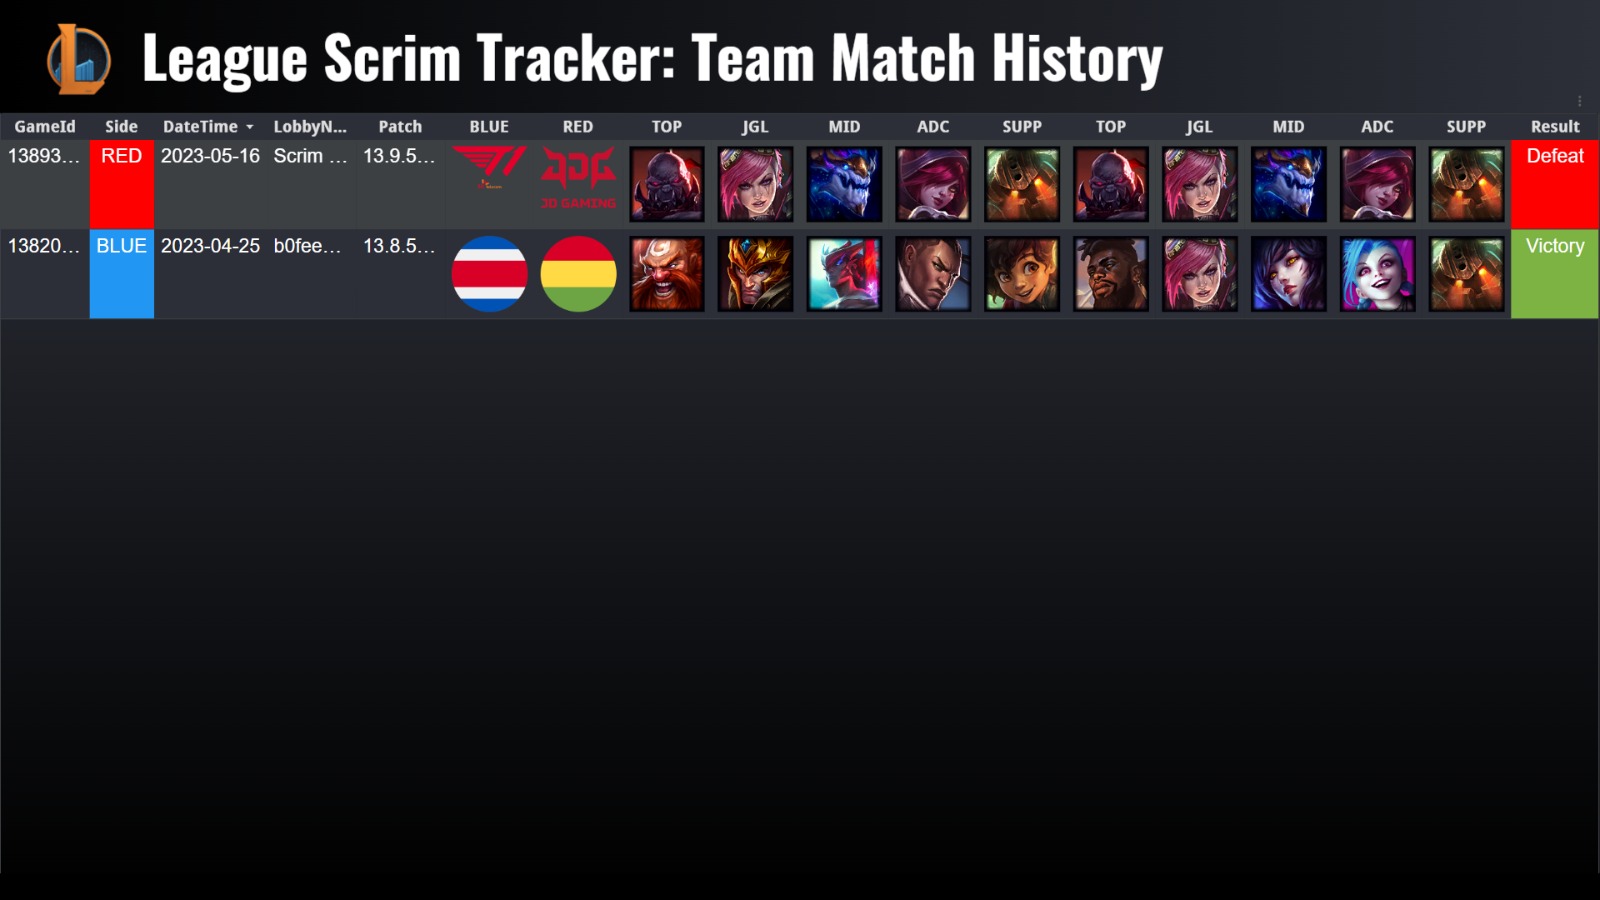 League Scrim Tracker: Team Match History
GameId Side DateTime LobbyN... Patch BLUE RED TOP JGL MID ADC SUPP TOP JGL MID ADC SUPP Result
13893... RED 2023-05-16 Scrim ... 13.9.5... T1 JD GAMING Defeat
13820... BLUE 2023-04-25 b0fee... 13.8.5... Victory